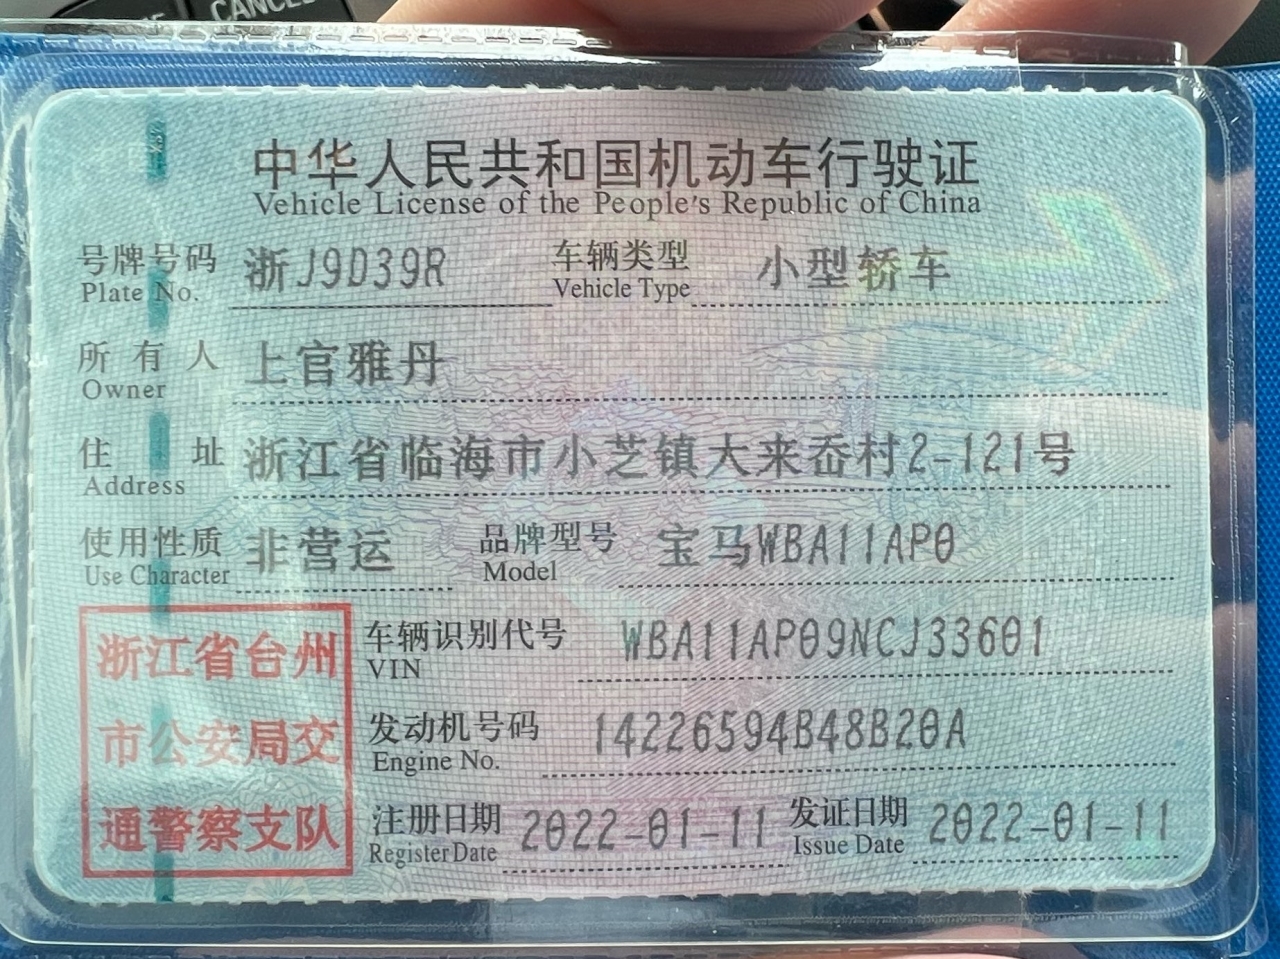 CANCEL
中华人民共和国机动车行驶证
Vehicle License of the People's Republic of China
号牌号码 浙J9D39R 车辆类型 小型轿车
Plate No. Vehicle Type
所有人 上官雅丹
Owner
住址 浙江省临海市小芝镇大来岙村2-121号
Address
使用性质 非营运 品牌型号 宝马WBA11AP0
Use Character Model
浙江省台州
市公安局交
通警察支队
车辆识别代号 WBA11AP09NCJ33601
VIN
发动机号码 14226594B48B20A
Engine No.
注册日期 2022-01-11 发证日期 2022-01-11
Register Date Issue Date